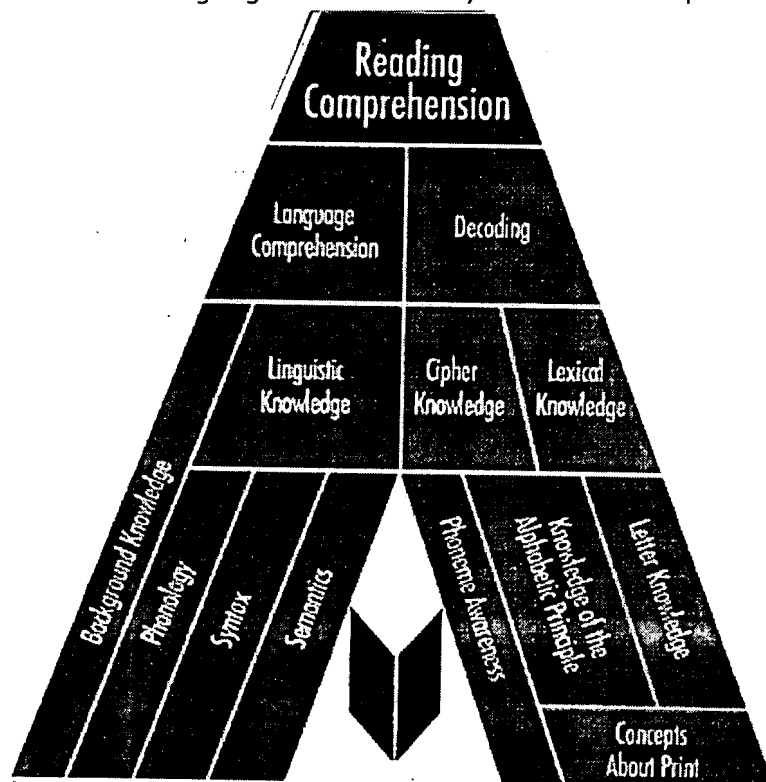 Reading
Comprehension
Language
Comprehension
Decoding
Linguistic
Knowledge
Cipher
Knowledge
Lexical
Knowledge
Background Knowledge
Phonology
Syntax
Semantics
Phoneme Awareness
Knowledge of the
Alphabetic Principle
Letter Knowledge
Concepts
About Print